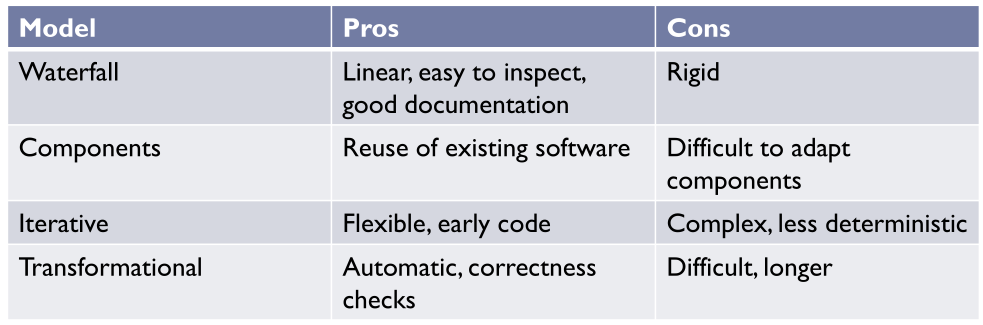 Model Pros Cons
Waterfall Linear, easy to inspect, Rigid
good documentation
Components Reuse of existing software Difficult to adapt
components
Iterative Flexible, early code Complex, less deterministic
Transformational Automatic, correctness Difficult, longer
checks